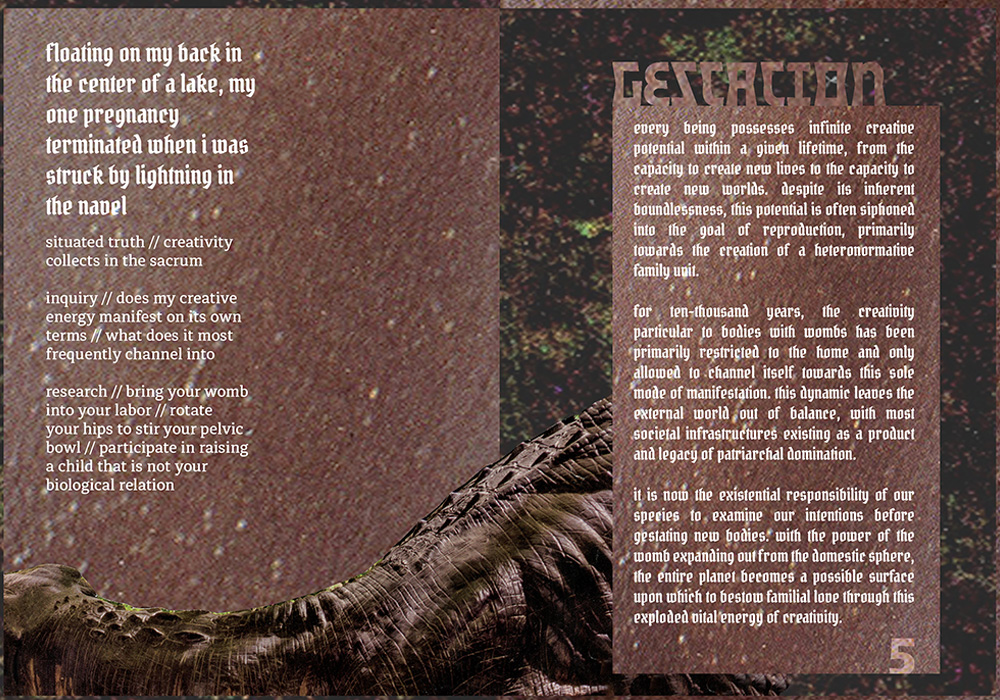 floating on my back in
the center of a lake, my
one pregnancy
terminated when i was
struck by lightning in
the navel
situated truth // creativity
collects in the sacrum
inquiry // does my creative
energy manifest on its own
terms // what does it most
frequently channel into
research // bring your womb
into your labor // rotate
your hips to stir your pelvic
bowl // participate in raising
a child that is not your
biological relation
GESTATION
every being possesses infinite creative
potential within a given lifetime, from the
capacity to create new lives to the capacity to
create new worlds. despite its inherent
boundlessness, this potential is often siphoned
into the goal of reproduction, primarily
towards the creation of a heteronormative
family unit.
for ten-thousand years, the creativity
particular to bodies with wombs has been
primarily restricted to the home and only
allowed to channel itself towards this sole
mode of manifestation. this dynamic leaves the
external world out of balance, with most
societal infrastructures existing as a product
and legacy of patriarchal domination.
it is now the existential responsibility of our
species to examine our intentions before
gestating new bodies. with the power of the
womb expanding out from the domestic sphere,
the entire planet becomes a possible surface
upon which to bestow familial love through this
exploded vital energy of creativity.
5